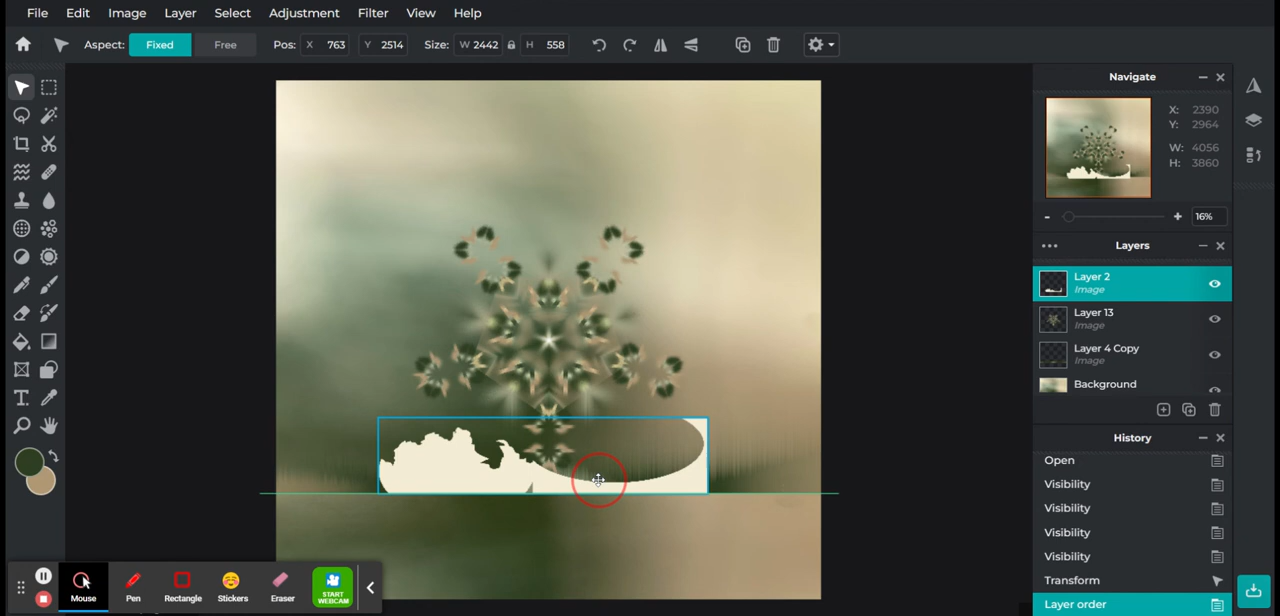 File Edit Image Layer Select Adjustment Filter View Help
Aspect: Fixed Free Pos: X 763 Y 2514 Size: W 2442 H 558
Navigate
X: 2390
Y: 2964
W: 4056
H: 3860
- + 16%
Layers
Layer 2
Image
Layer 13
Image
Layer 4 Copy
Image
Background
History
Open
Visibility
Visibility
Visibility
Visibility
Transform
Layer order
T
Mouse Pen Rectangle Stickers Eraser START
WEBCAM